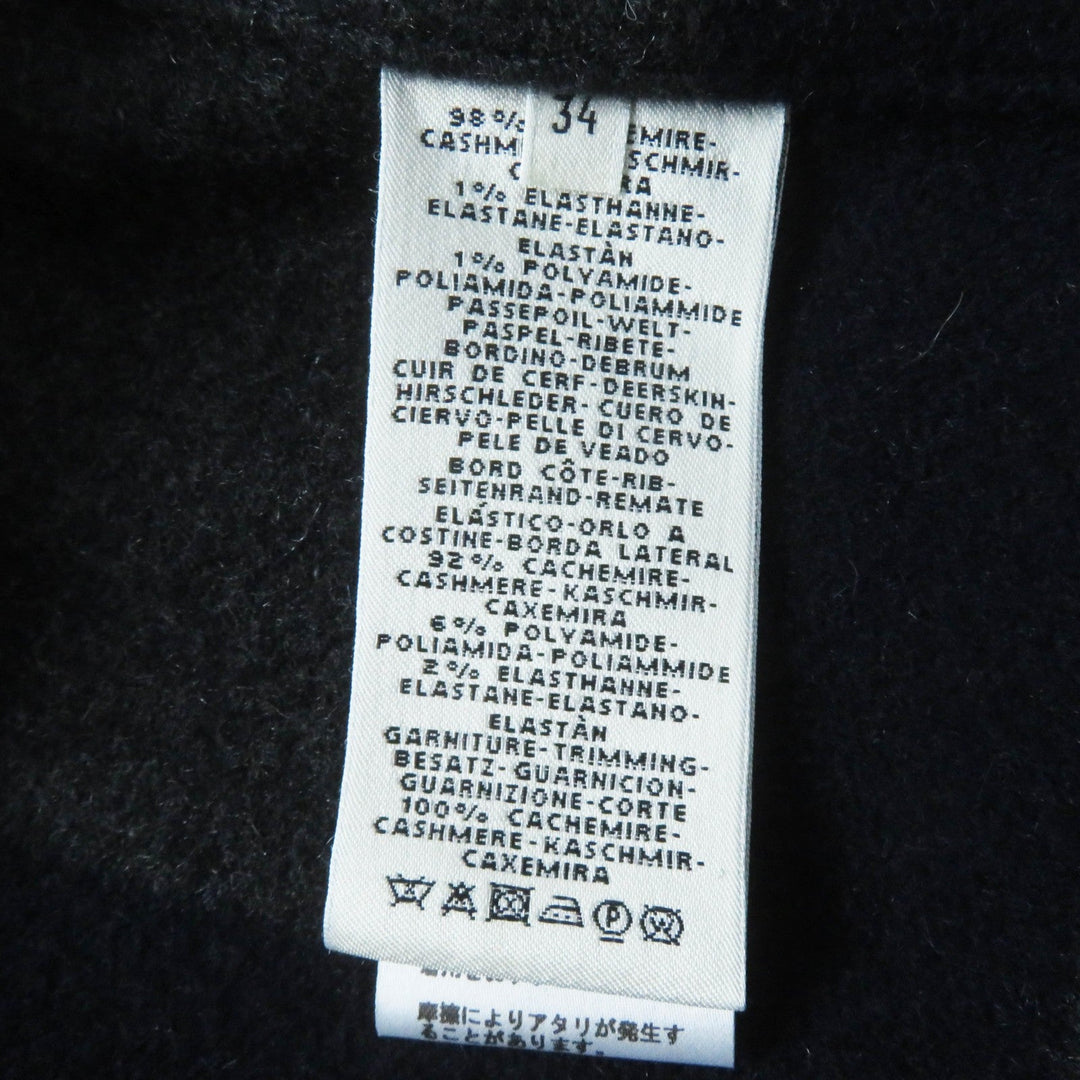 34
98%
EMIRE-
CASHM SCHMIR-
C RA
1% ELASTHANNE-
ELASTANE-ELASTANO-
ELASTÀN
1% POLYAMIDE-
POLIAMIDA-POLIAMMIDE
PASSEPOIL-WELT-
PASPEL-RIBETE-
BORDINO-DEBRUM
CUIR DE CERF-DEERSKIN-
HIRSCHLEDER-CUERO DE
CIERVO-PELLE DI CERVO-
PELE DE VEADO
BORD CÔTE-RIB-
SEITENRAND-REMATE
ELÁSTICO-ORLO A
COSTINE-BORDA LATERAL
92% CACHEMIRE-
CASHMERE-KASCHMIR-
CAXEMIRA
6% POLYAMIDE-
POLIAMIDA-POLIAMMIDE
2% ELASTHANNE-
ELASTANE-ELASTANO-
ELASTÀN
GARNITURE-TRIMMING-
BESATZ-GUARNICION-
GUARNIZIONE-CORTE
100% CACHEMIRE-
CASHMERE-KASCHMIR-
CAXEMIRA
P W
摩擦によりアタリが発生す
ることがあります。